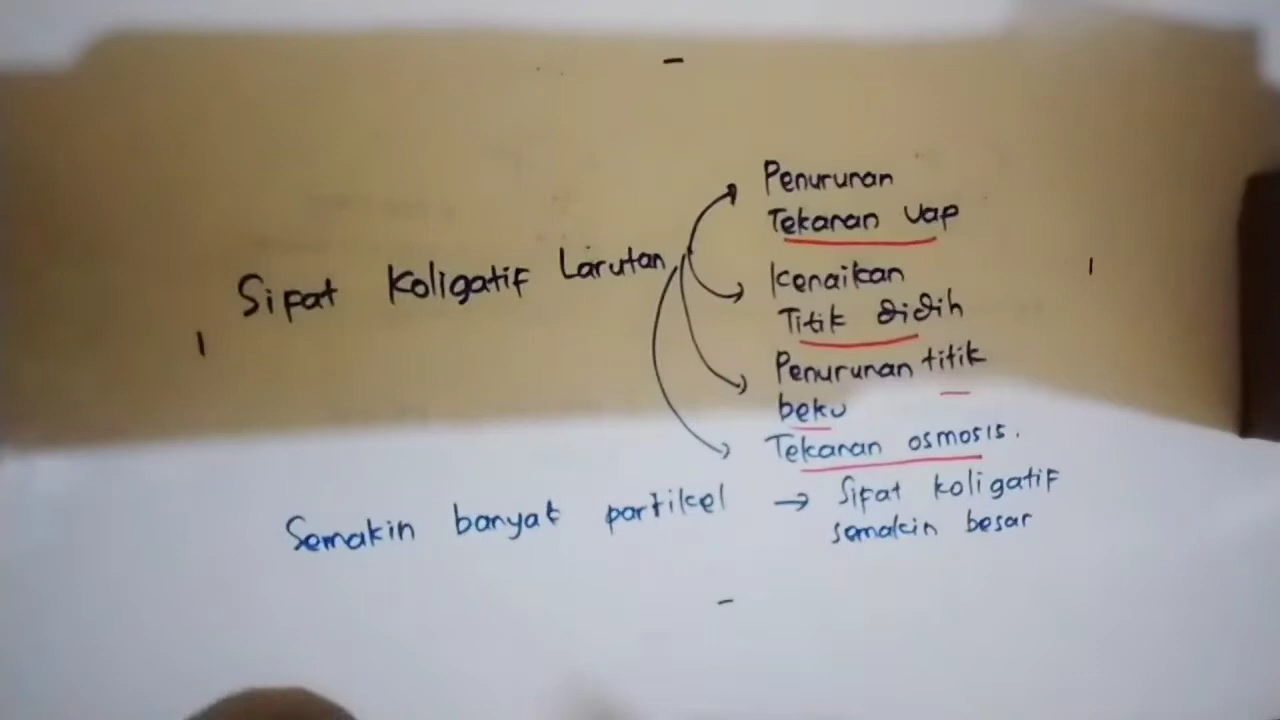 Sifat Koligatif Larutan
Penurunan
Tekanan Uap
Kenaikan
Titik didih
Penurunan titik
beku
Tekanan osmosis.
Semakin banyak partikel → Sifat koligatif
semakin besar